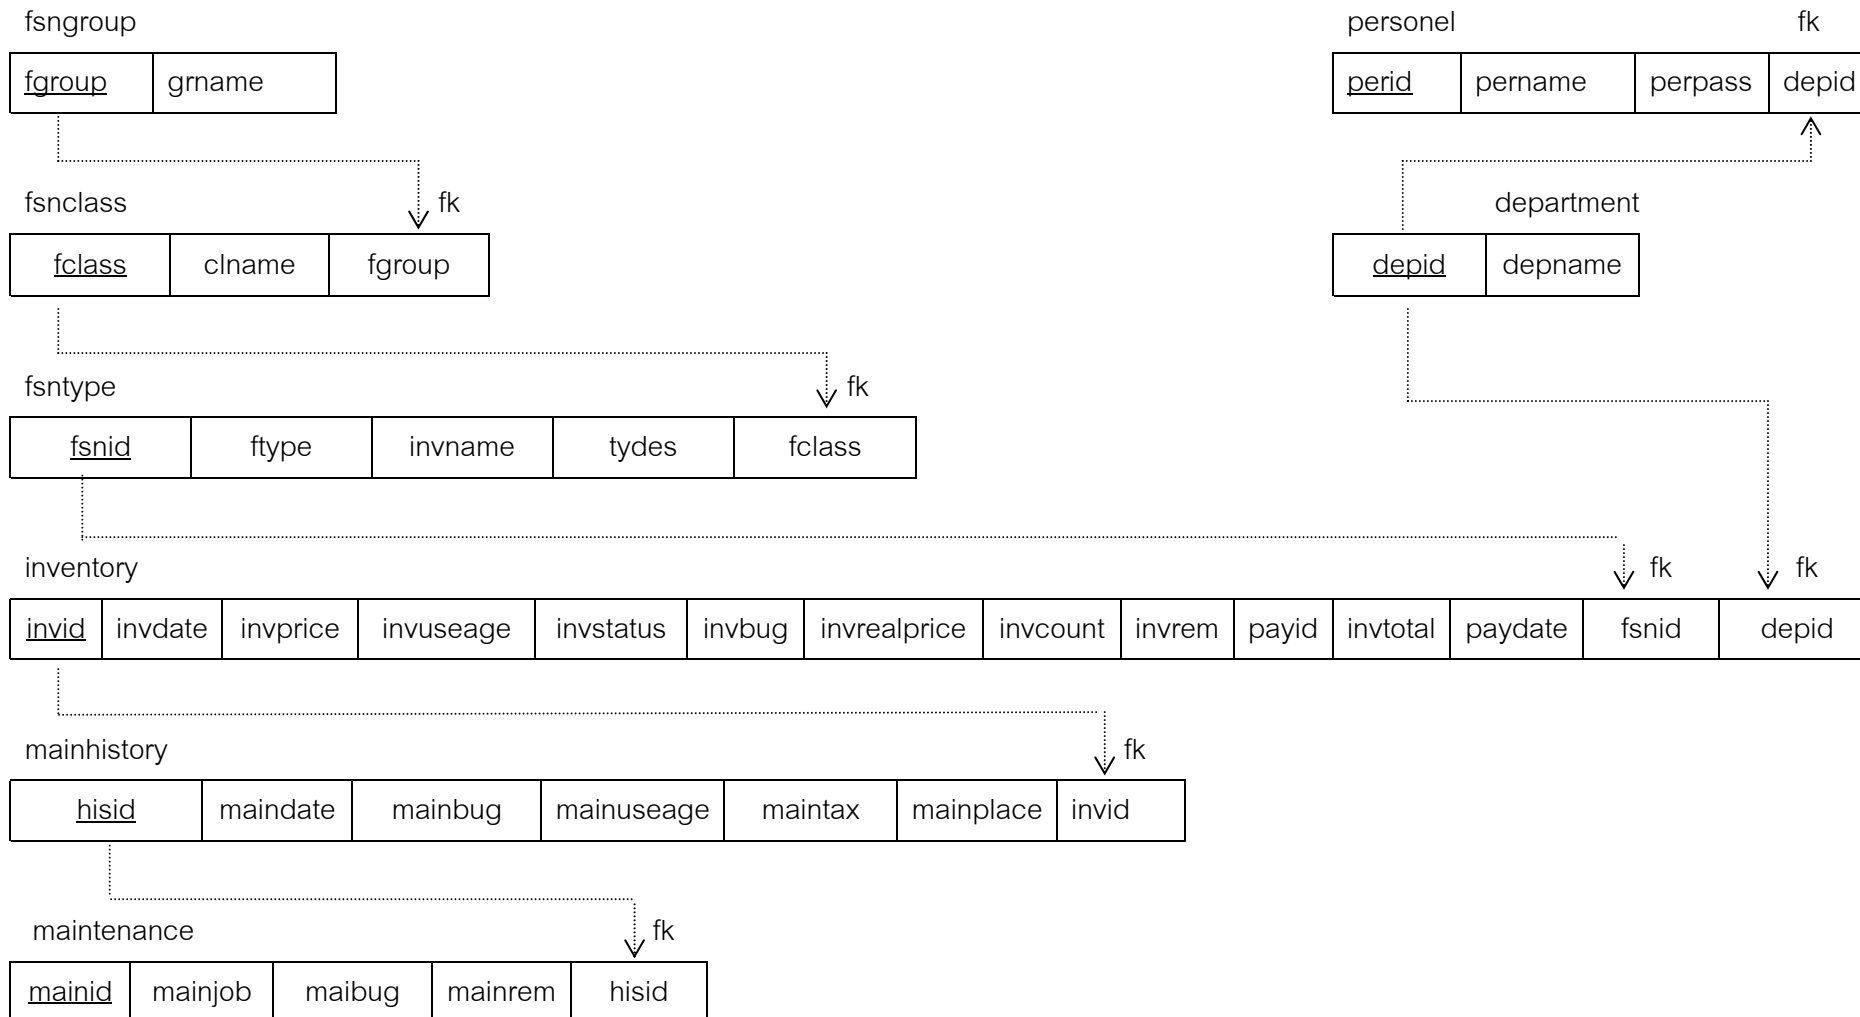 fsngroup
personel fk
fgroup grname
perid pername perpass depid
fsnclass fk
department
fclass clname fgroup
depid depname
fsntype fk
fsnid ftype invname tydes fclass
inventory fk fk
invid invdate invprice invuseage invstatus invbug invrealprice invcount invrem payid invtotal paydate fsnid depid
mainhistory fk
hisid maindate mainbug mainuseage maintax mainplace invid
maintenance fk
mainid mainjob maibug mainrem hisid